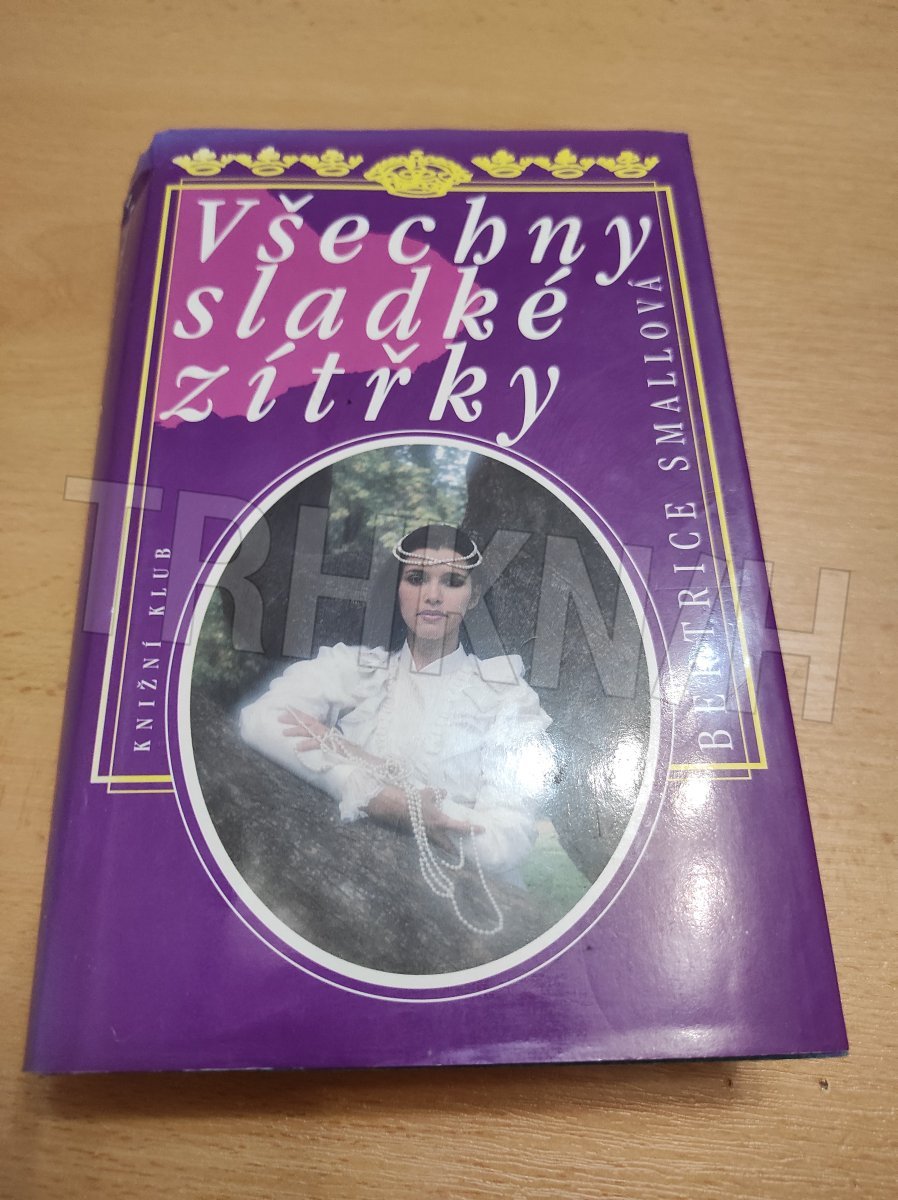 Všechny
sladké
zítřky
BERTRICE SMALLOVÁ
KNIŽNÍ KLUB
TRHKNIH